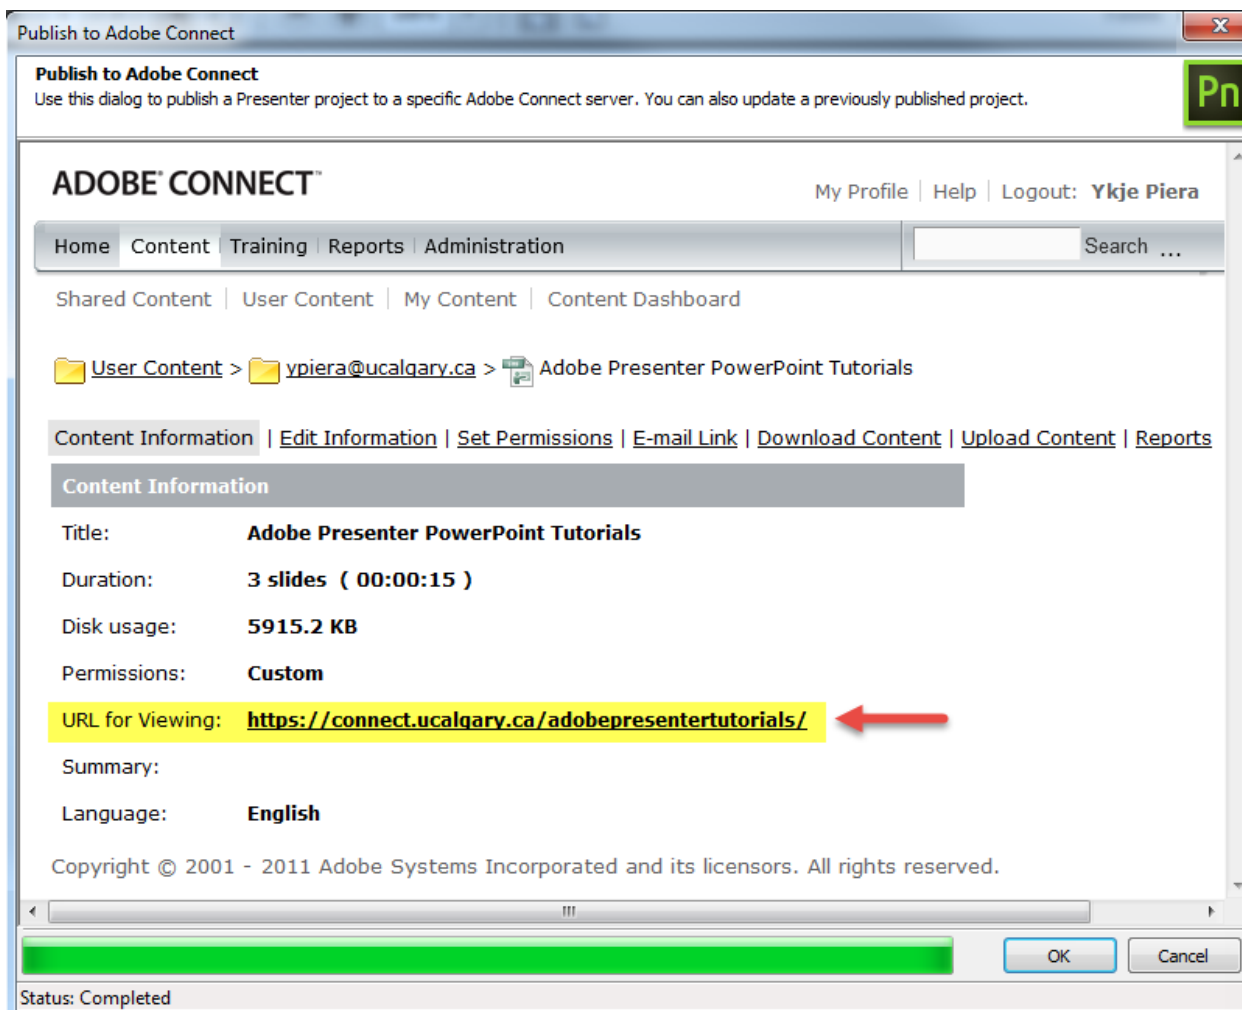 Publish to Adobe Connect
X
Publish to Adobe Connect
Use this dialog to publish a Presenter project to a specific Adobe Connect server. You can also update a previously published project.
Pn
ADOBE® CONNECT™
My Profile | Help | Logout: Ykje Piera
Home Content | Training | Reports | Administration
Search ...
Shared Content | User Content | My Content | Content Dashboard
User Content > ypiera@ucalgary.ca > Adobe Presenter PowerPoint Tutorials
Content Information | Edit Information | Set Permissions | E-mail Link | Download Content | Upload Content | Reports
Content Information
Title: Adobe Presenter PowerPoint Tutorials
Duration: 3 slides ( 00:00:15 )
Disk usage: 5915.2 KB
Permissions: Custom
URL for Viewing: https://connect.ucalgary.ca/adobepresentertutorials/
Summary:
Language: English
Copyright © 2001 - 2011 Adobe Systems Incorporated and its licensors. All rights reserved.
OK Cancel
Status: Completed